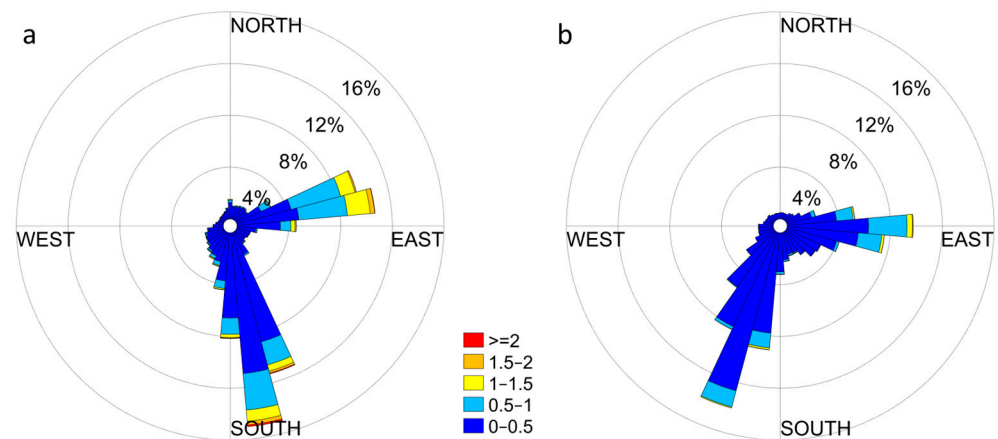 a
NORTH
16%
12%
8%
4%
WEST
EAST
SOUTH
>=2
1.5−2
1−1.5
0.5−1
0−0.5
b
NORTH
16%
12%
8%
4%
WEST
EAST
SOUTH